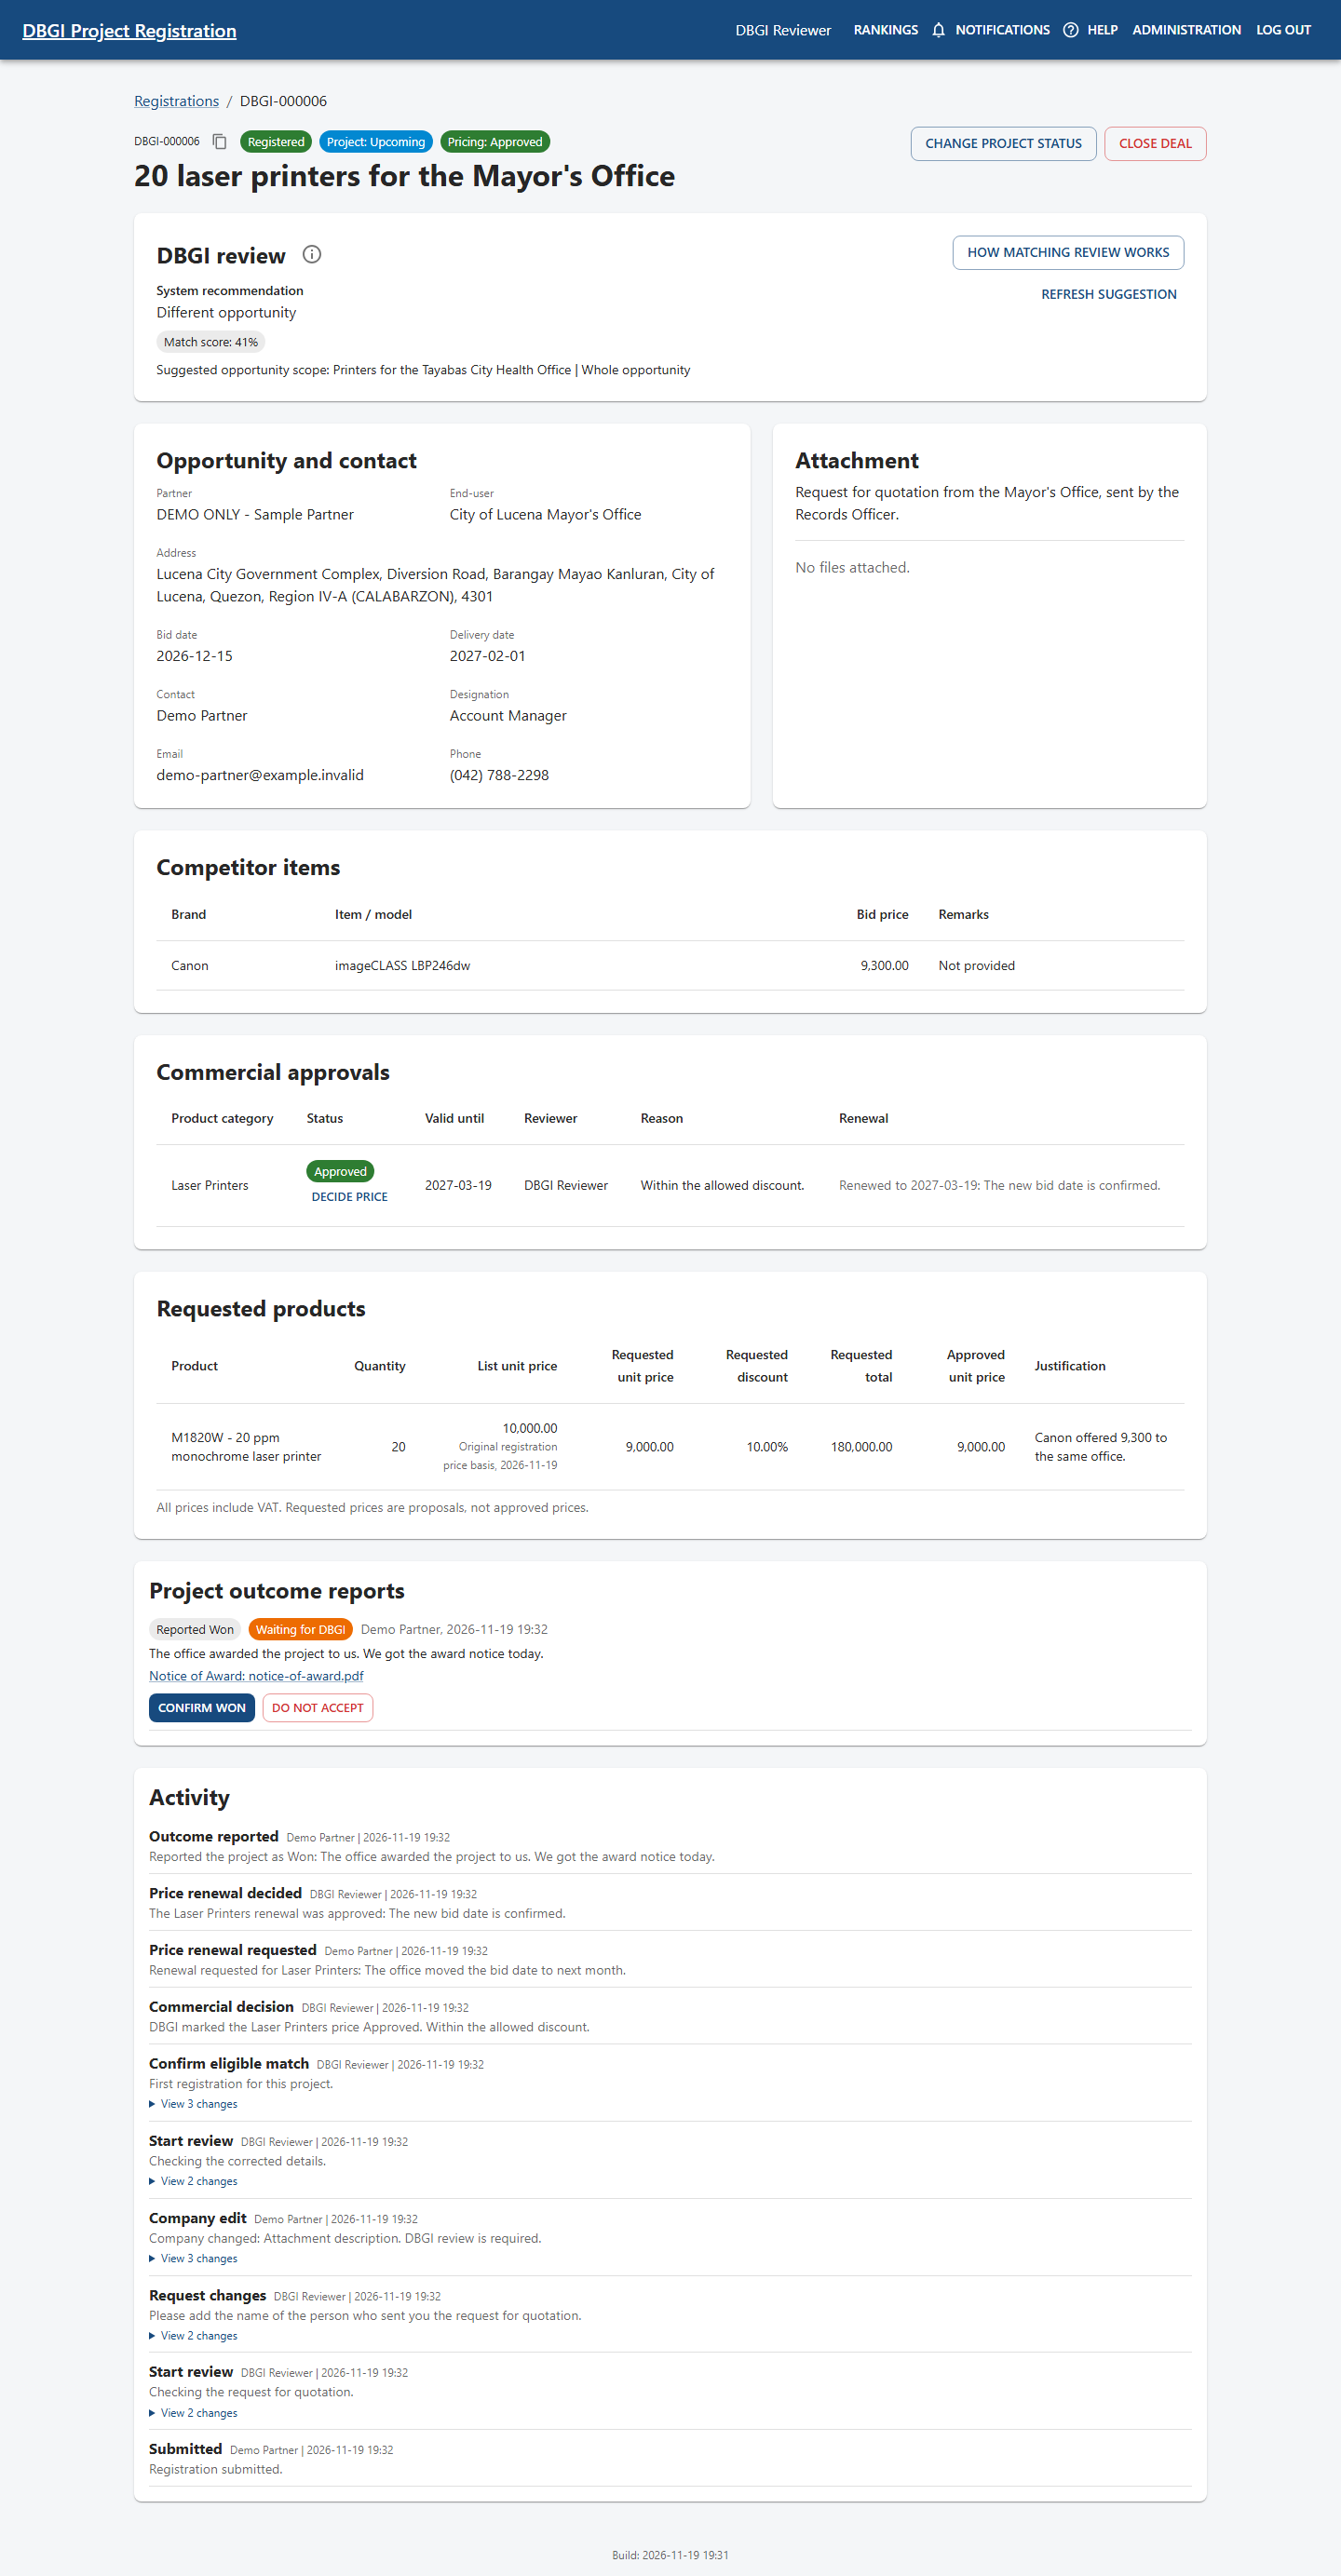 DBGI Project Registration
DBGI Reviewer RANKINGS NOTIFICATIONS HELP ADMINISTRATION LOG OUT
Registrations / DBGI-000006
DBGI-000006 Registered Project: Upcoming Pricing: Approved
CHANGE PROJECT STATUS CLOSE DEAL
20 laser printers for the Mayor's Office
DBGI review
HOW MATCHING REVIEW WORKS
System recommendation
REFRESH SUGGESTION
Different opportunity
Match score: 41%
Suggested opportunity scope: Printers for the Tayabas City Health Office | Whole opportunity
Opportunity and contact
Partner End-user
DEMO ONLY - Sample Partner City of Lucena Mayor's Office
Address
Lucena City Government Complex, Diversion Road, Barangay Mayao Kanluran, City of
Lucena, Quezon, Region IV-A (CALABARZON), 4301
Bid date Delivery date
2026-12-15 2027-02-01
Contact Designation
Demo Partner Account Manager
Email Phone
demo-partner@example.invalid (042) 788-2298
Attachment
Request for quotation from the Mayor's Office, sent by the
Records Officer.
No files attached.
Competitor items
Brand Item / model Bid price Remarks
Canon imageCLASS LBP246dw 9,300.00 Not provided
Commercial approvals
Product category Status Valid until Reviewer Reason Renewal
Approved
Laser Printers 2027-03-19 DBGI Reviewer Within the allowed discount. Renewed to 2027-03-19: The new bid date is confirmed.
DECIDE PRICE
Requested products
Product Quantity List unit price Requested unit price Requested discount Requested total Approved unit price Justification
M1820W - 20 ppm monochrome laser printer 20 10,000.00 Original registration price basis, 2026-11-19 9,000.00 10.00% 180,000.00 9,000.00 Canon offered 9,300 to the same office.
All prices include VAT. Requested prices are proposals, not approved prices.
Project outcome reports
Reported Won Waiting for DBGI Demo Partner, 2026-11-19 19:32
The office awarded the project to us. We got the award notice today.
Notice of Award: notice-of-award.pdf
CONFIRM WON DO NOT ACCEPT
Activity
Outcome reported Demo Partner | 2026-11-19 19:32
Reported the project as Won: The office awarded the project to us. We got the award notice today.
Price renewal decided DBGI Reviewer | 2026-11-19 19:32
The Laser Printers renewal was approved: The new bid date is confirmed.
Price renewal requested Demo Partner | 2026-11-19 19:32
Renewal requested for Laser Printers: The office moved the bid date to next month.
Commercial decision DBGI Reviewer | 2026-11-19 19:32
DBGI marked the Laser Printers price Approved. Within the allowed discount.
Confirm eligible match DBGI Reviewer | 2026-11-19 19:32
First registration for this project.
View 3 changes
Start review DBGI Reviewer | 2026-11-19 19:32
Checking the corrected details.
View 2 changes
Company edit Demo Partner | 2026-11-19 19:32
Company changed: Attachment description. DBGI review is required.
View 3 changes
Request changes DBGI Reviewer | 2026-11-19 19:32
Please add the name of the person who sent you the request for quotation.
View 2 changes
Start review DBGI Reviewer | 2026-11-19 19:32
Checking the request for quotation.
View 2 changes
Submitted Demo Partner | 2026-11-19 19:32
Registration submitted.
Build: 2026-11-19 19:31